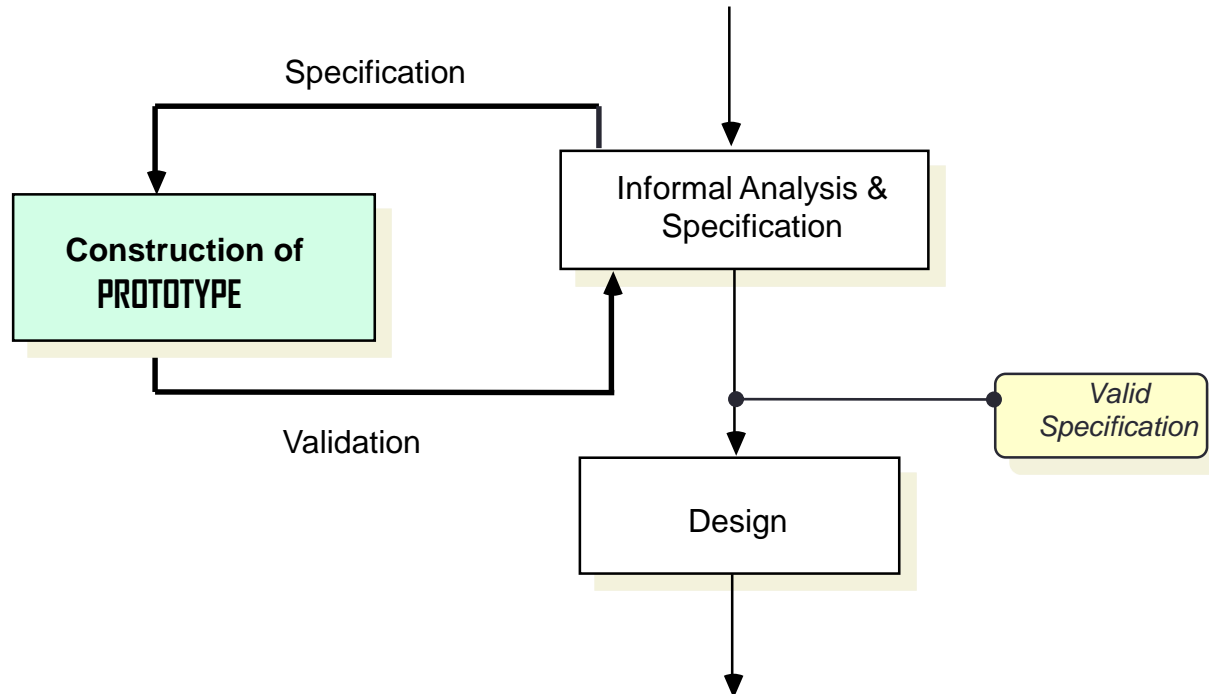 Specification
Informal Analysis &
Specification
Construction of
PROTOTYPE
Valid
Specification
Validation
Design